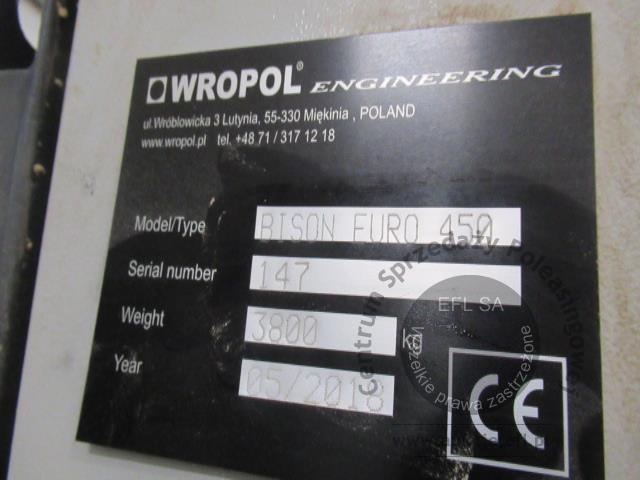 WROPOL® ENGINEERING
ul.Wróblowicka 3 Lutynia, 55-330 Miękinia , POLAND
www.wropol.pl tel. +48 71 / 317 12 18
Model/Type BISON EURO 450
Serial number 147
Weight 3800 kg
Year 05/2018
CE
Centrum Sprzedaży Poleasingowej
EFL SA
Wszelkie prawa zastrzeżone